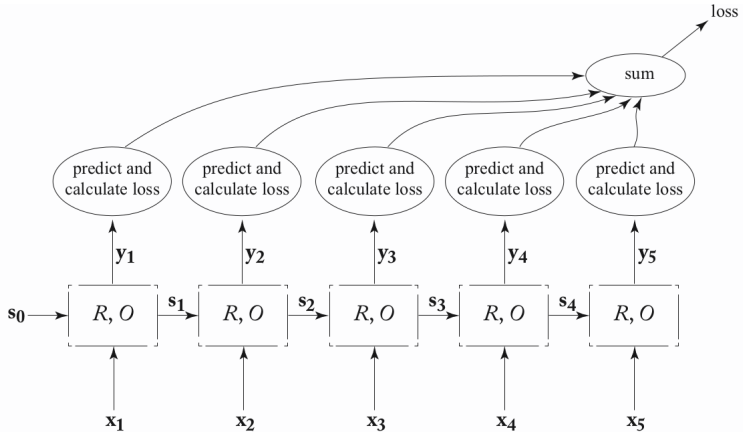 loss
sum
predict and
calculate loss
predict and
calculate loss
predict and
calculate loss
predict and
calculate loss
predict and
calculate loss
y1
y2
y3
y4
y5
s0
R, O
s1
R, O
s2
R, O
s3
R, O
s4
R, O
x1
x2
x3
x4
x5